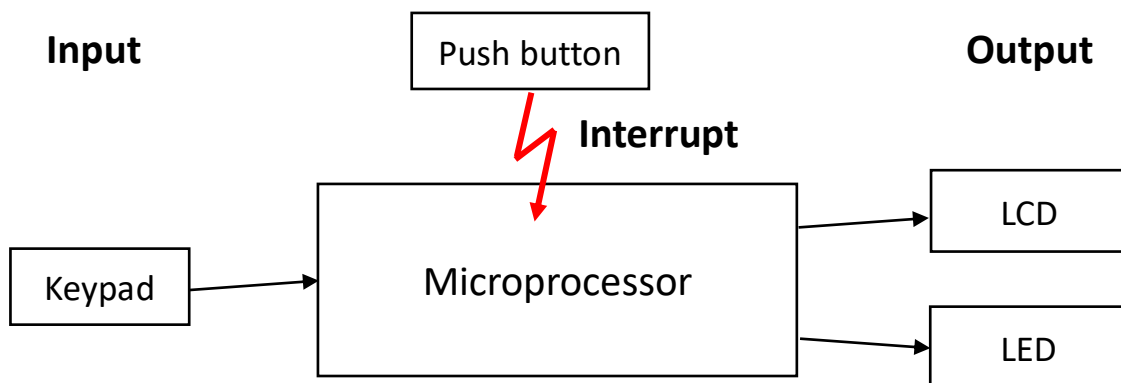 Input
Push button
Output
Interrupt
LCD
Keypad
Microprocessor
LED